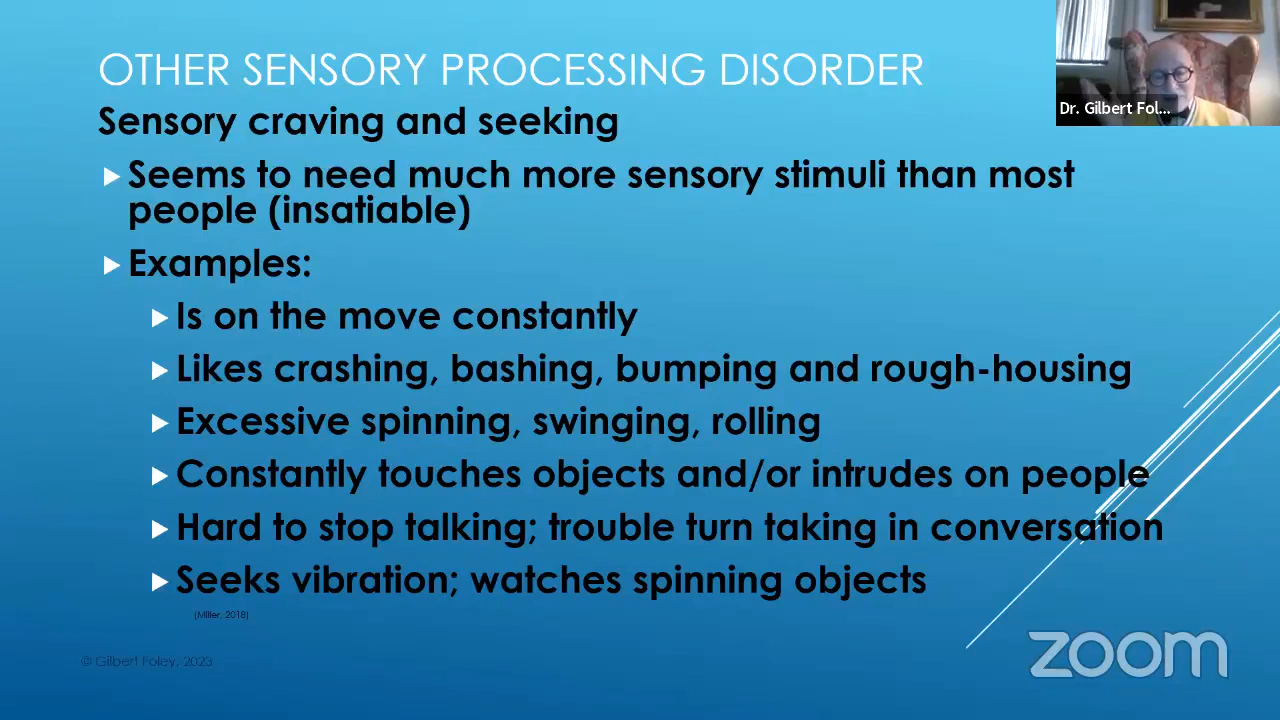 OTHER SENSORY PROCESSING DISORDER
Dr. Gilbert Fol...
Sensory craving and seeking
Seems to need much more sensory stimuli than most
people (insatiable)
Examples:
Is on the move constantly
Likes crashing, bashing, bumping and rough-housing
Excessive spinning, swinging, rolling
Constantly touches objects and/or intrudes on people
Hard to stop talking; trouble turn taking in conversation
Seeks vibration; watches spinning objects
(Miller, 2018)
© Gilbert Foley, 2023
zoom